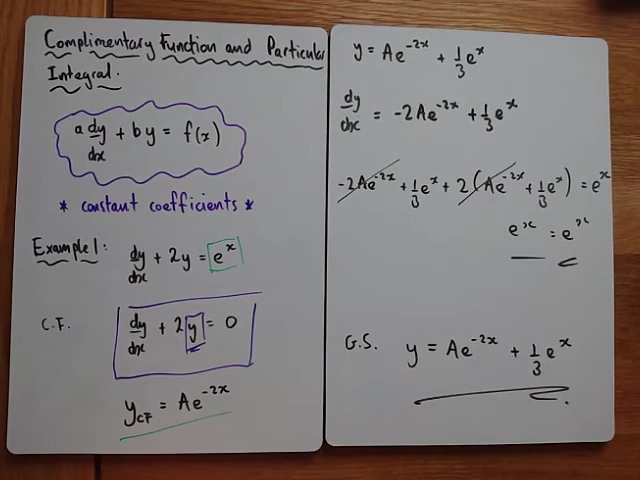 Complimentary Function and Particular
Integral.
a dy/dx + by = f(x)
* constant coefficients *
Example 1: dy/dx + 2y = e^x
C.F. dy/dx + 2y = 0
y_CF = Ae^-2x
y = Ae^-2x + 1/3 e^x
dy/dx = -2Ae^-2x + 1/3 e^x
-2Ae^-2x + 1/3 e^x + 2(Ae^-2x + 1/3 e^x) = e^x
e^x = e^x
G.S. y = Ae^-2x + 1/3 e^x